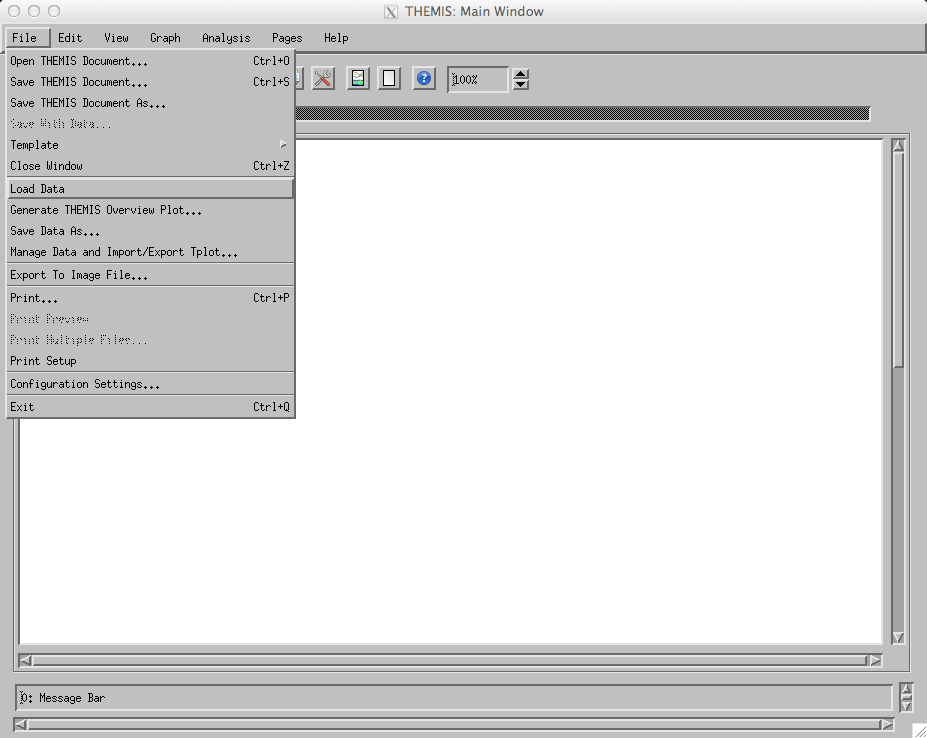 THEMIS: Main Window
File Edit View Graph Analysis Pages Help
Open THEMIS Document... Ctrl+O
Save THEMIS Document... Ctrl+S
Save THEMIS Document As...
Save With Data...
Template
Close Window Ctrl+Z
Load Data
Generate THEMIS Overview Plot...
Save Data As...
Manage Data and Import/Export Tplot...
Export To Image File...
Print... Ctrl+P
Print Preview
Print Multiple Files...
Print Setup
Configuration Settings...
Exit Ctrl+Q
100%
0: Message Bar